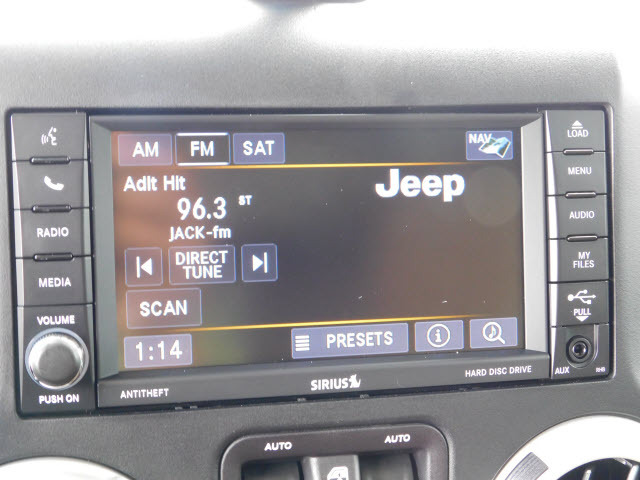 AM FM SAT NAV
Adlt Hit
96.3 ST
JACK-fm
Jeep
DIRECT
TUNE
SCAN
1:14 PRESETS
RADIO
MEDIA
VOLUME
PUSH ON
LOAD
MENU
AUDIO
MY
FILES
PULL
AUX
ANTITHEFT
SIRIUS
HARD DISC DRIVE
AUTO AUTO